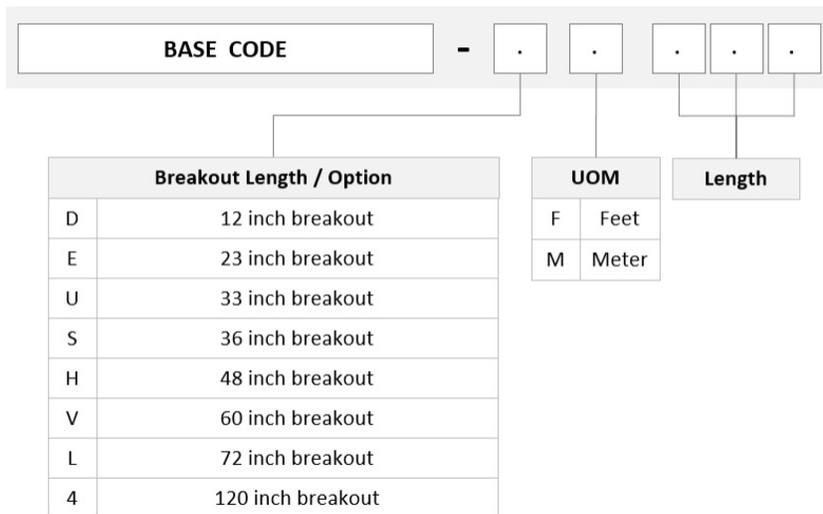 BASE CODE - . . . . .
Breakout Length / Option UOM Length
D 12 inch breakout F Feet
E 23 inch breakout M Meter
U 33 inch breakout
S 36 inch breakout
H 48 inch breakout
V 60 inch breakout
L 72 inch breakout
4 120 inch breakout